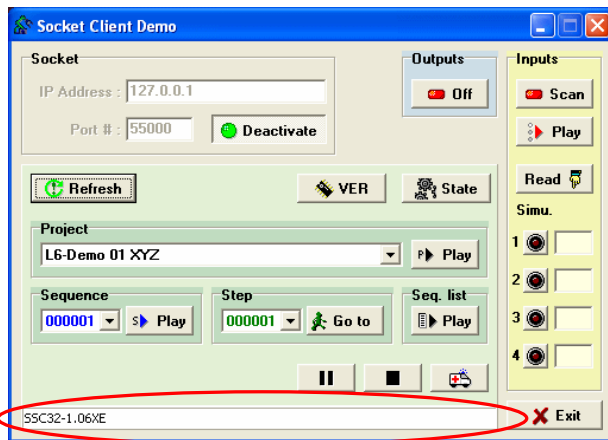 Socket Client Demo
Socket
IP Address : 127.0.0.1
Port # : 55000
Deactivate
Outputs
Off
Inputs
Scan
Play
Read
Simu.
1
2
3
4
Refresh
VER
State
Project
L6-Demo 01 XYZ
P Play
Sequence
000001
S Play
Step
000001
Go to
Seq. list
Play
SSC32-1.06XE
Exit